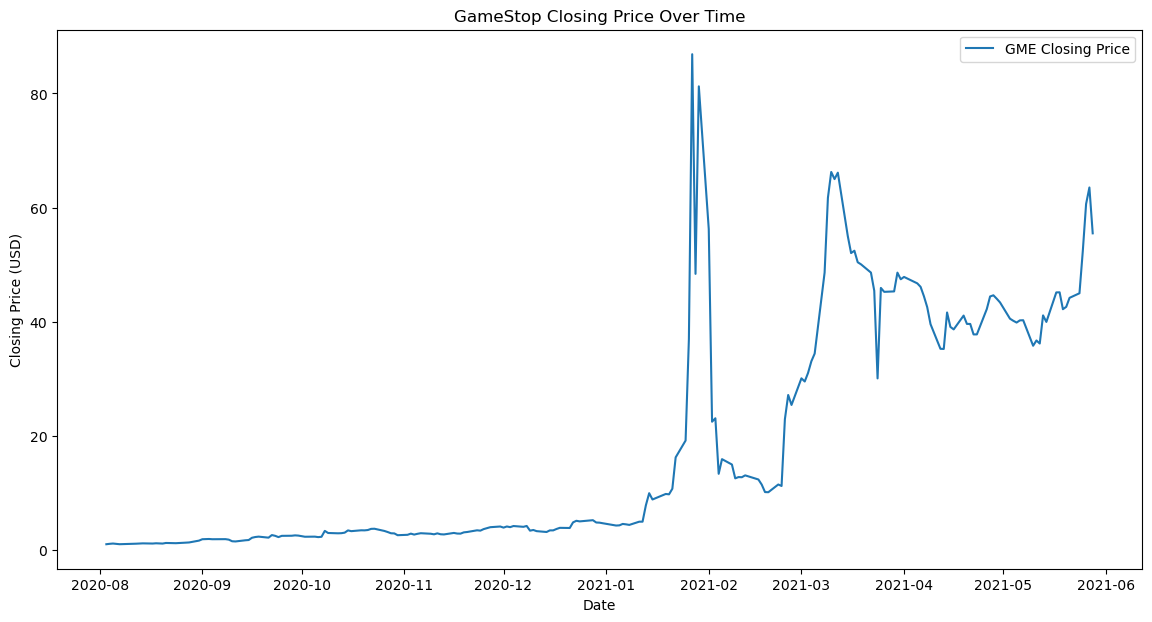 GameStop Closing Price Over Time
GME Closing Price
Closing Price (USD)
80
60
40
20
0
2020-08 2020-09 2020-10 2020-11 2020-12 2021-01 2021-02 2021-03 2021-04 2021-05 2021-06
Date